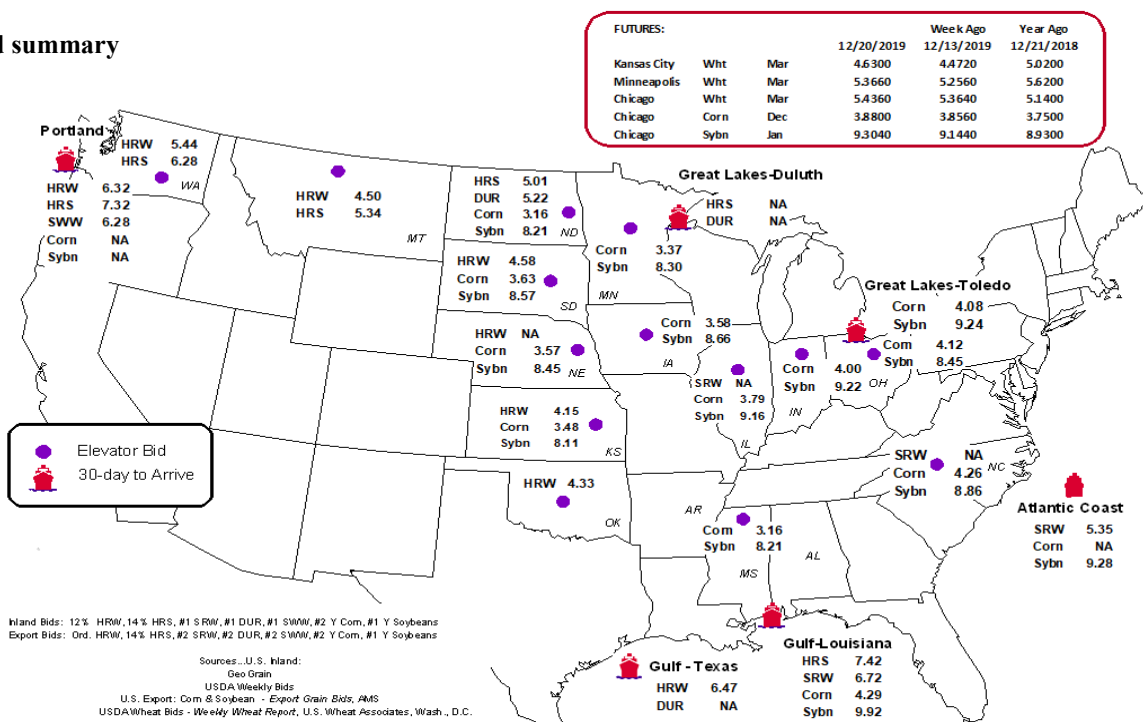 l summary
FUTURES: Week Ago Year Ago
12/20/2019 12/13/2019 12/21/2018
Kansas City Wht Mar 4.6300 4.4720 5.0200
Minneapolis Wht Mar 5.3660 5.2560 5.6200
Chicago Wht Mar 5.4360 5.3640 5.1400
Chicago Corn Dec 3.8800 3.8560 3.7500
Chicago Sybn Jan 9.3040 9.1440 8.9300
Portland
HRW 5.44
HRS 6.28
WA
HRW 6.32
HRS 7.32
SWW 6.28
Corn NA
Sybn NA
HRW 4.50
HRS 5.34
MT
HRS 5.01
DUR 5.22
Corn 3.16
Sybn 8.21
ND
HRW 4.58
Corn 3.63
Sybn 8.57
SD
HRW NA
Corn 3.57
Sybn 8.45
NE
HRW 4.15
Corn 3.48
Sybn 8.11
KS
HRW 4.33
OK
Great Lakes-Duluth
HRS NA
DUR NA
Corn 3.37
Sybn 8.30
MN
Corn 3.58
Sybn 8.66
IA
SRW NA
Corn 3.79
Sybn 9.16
IL
Great Lakes-Toledo
Corn 4.08
Sybn 9.24
Corn 4.12
Sybn 8.45
OH
Corn 4.00
Sybn 9.22
IN
SRW NA
Corn 4.26
Sybn 8.86
NC
Atlantic Coast
SRW 5.35
Corn NA
Sybn 9.28
AR
Corn 3.16
Sybn 8.21
MS
AL
Gulf-Louisiana
HRS 7.42
SRW 6.72
Corn 4.29
Sybn 9.92
Gulf - Texas
HRW 6.47
DUR NA
Elevator Bid
30-day to Arrive
Inland Bids: 12% HRW, 14% HRS, #1 SRW, #1 DUR, #1 SWW, #2 Y Corn, #1 Y Soybeans
Export Bids: Ord. HRW, 14% HRS, #2 SRW, #2 DUR, #2 SWW, #2 Y Corn, #1 Y Soybeans
Sources...U.S. Inland:
Geo Grain
USDA Weekly Bids
U.S. Export: Corn & Soybean - Export Grain Bids, AMS
USDA Wheat Bids - Weekly Wheat Report, U.S. Wheat Associates, Wash., D.C.